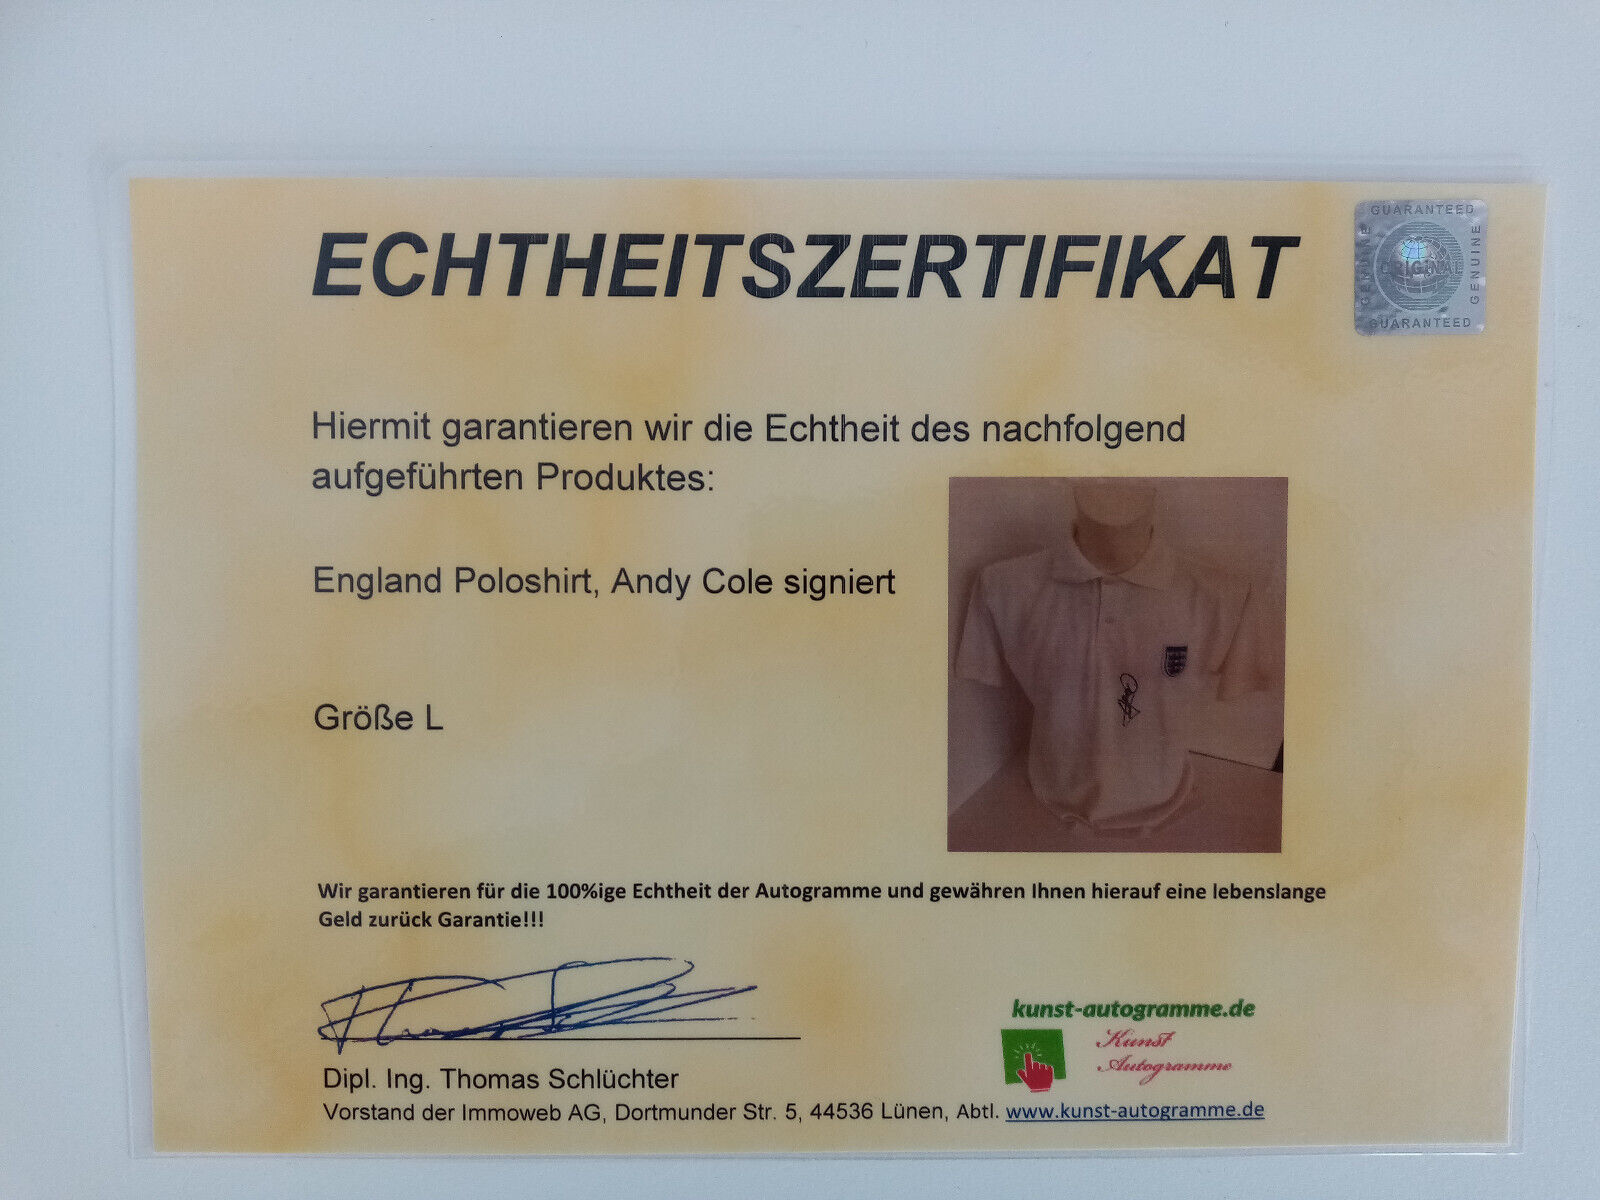 ECHTHEITSZERTIFIKAT
GUARANTEED
GENUINE
ORIGINAL
GENUINE
GUARANTEED
Hiermit garantieren wir die Echtheit des nachfolgend
aufgeführten Produktes:
England Poloshirt, Andy Cole signiert
Größe L
Wir garantieren für die 100%ige Echtheit der Autogramme und gewähren Ihnen hierauf eine lebenslange
Geld zurück Garantie!!!
kunst-autogramme.de
Kunst
Autogramme
Dipl. Ing. Thomas Schlüchter
Vorstand der Immoweb AG, Dortmunder Str. 5, 44536 Lünen, Abtl. www.kunst-autogramme.de